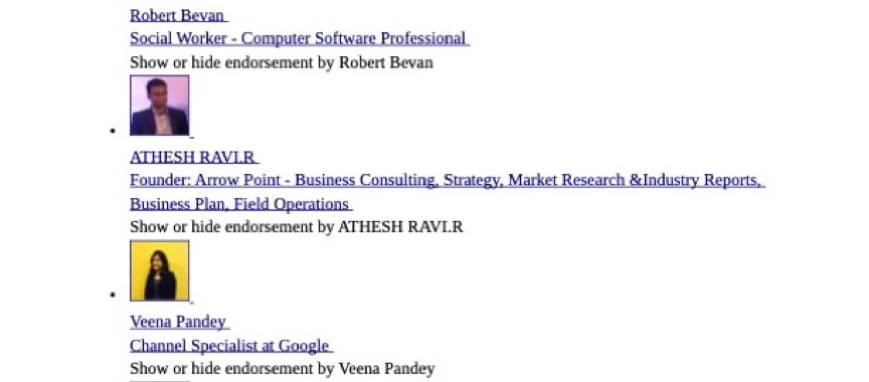 Robert Bevan
Social Worker - Computer Software Professional
Show or hide endorsement by Robert Bevan
ATHESH RAVI.R
Founder: Arrow Point - Business Consulting, Strategy, Market Research &Industry Reports,
Business Plan, Field Operations
Show or hide endorsement by ATHESH RAVI.R
Veena Pandey
Channel Specialist at Google
Show or hide endorsement by Veena Pandey